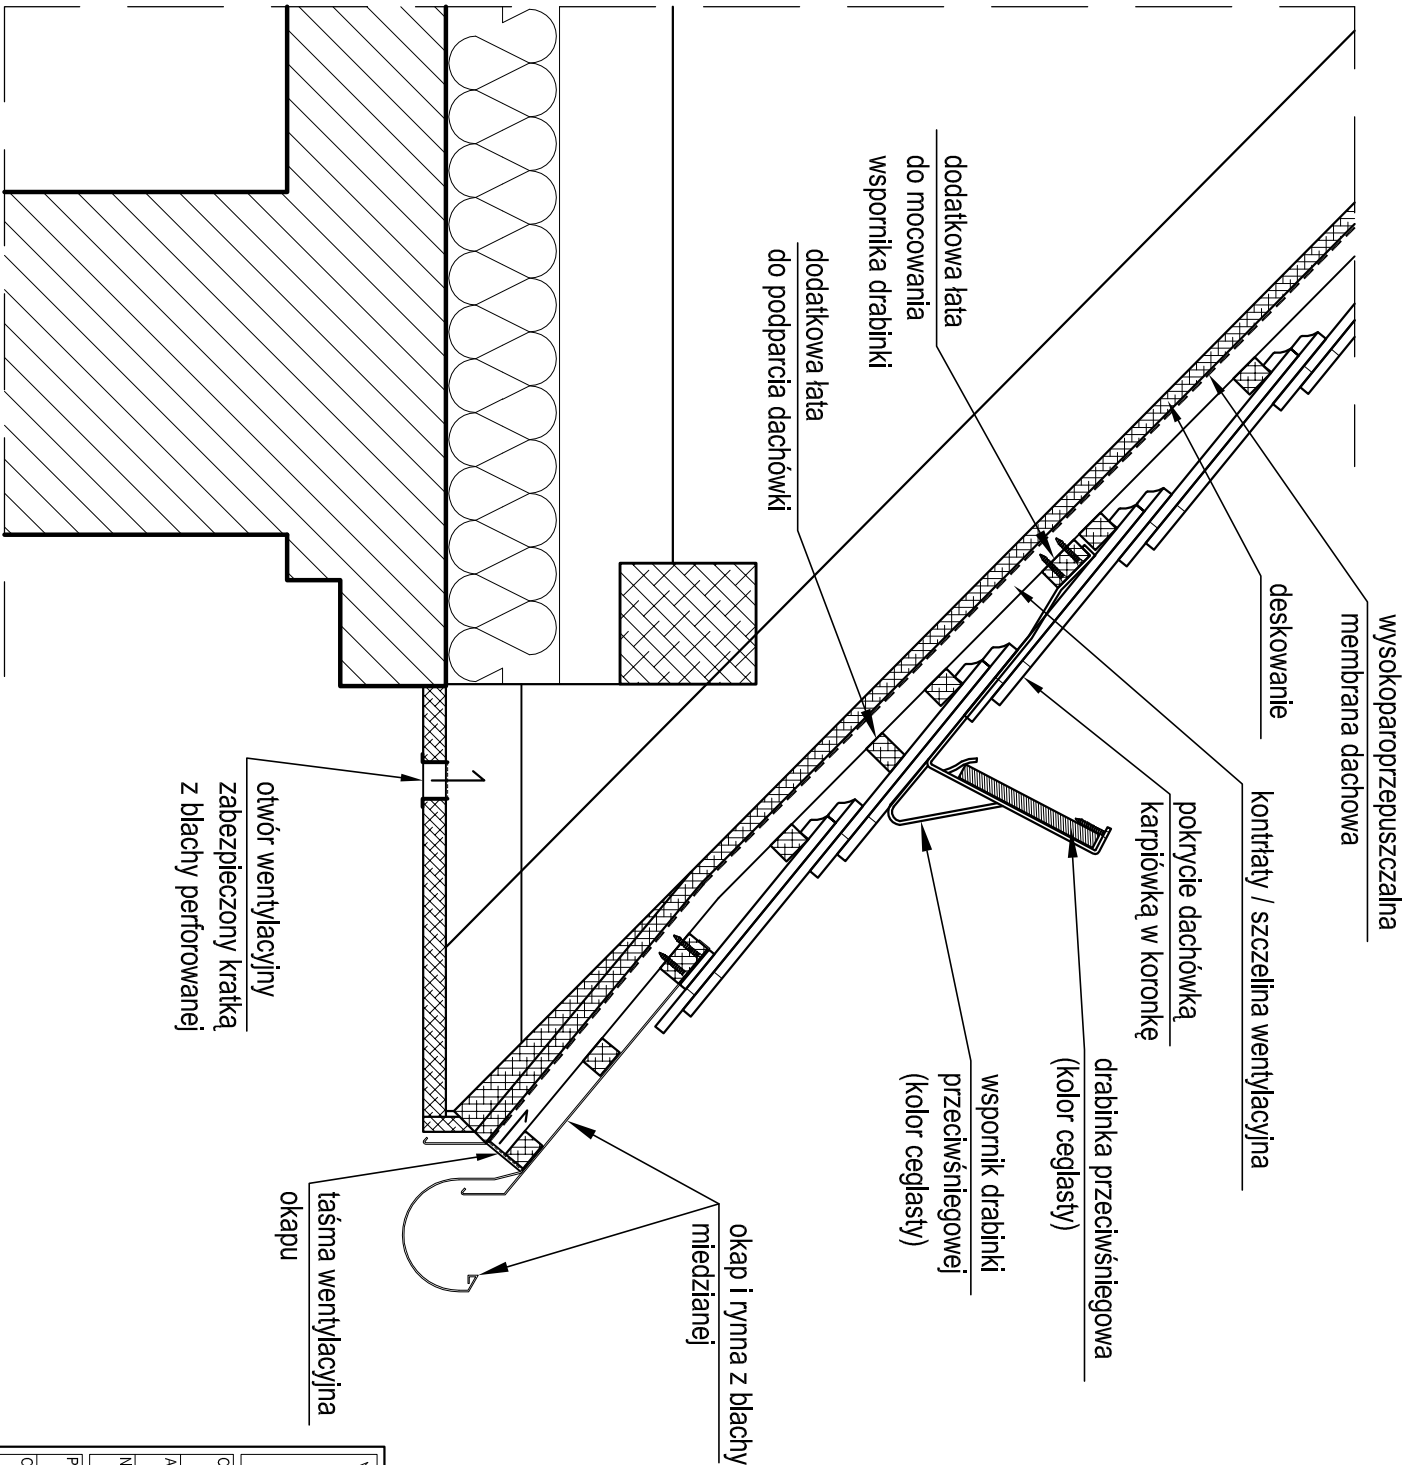 wysokoparoprzepuszczalna
membrana dachowa
deskowanie
kontrłaty / szczelina wentylacyjna
pokrycie dachówką
karpiówką w koronkę
drabinka przeciwśniegowa
(kolor ceglasty)
wspornik drabinki
przeciwśniegowej
(kolor ceglasty)
dodatkowa łata
do mocowania
wspornika drabinki
dodatkowa łata
do podparcia dachówki
okap i rynna z blachy
miedzianej
taśma wentylacyjna
okapu
otwór wentylacyjny
zabezpieczony kratką
z blachy perforowanej